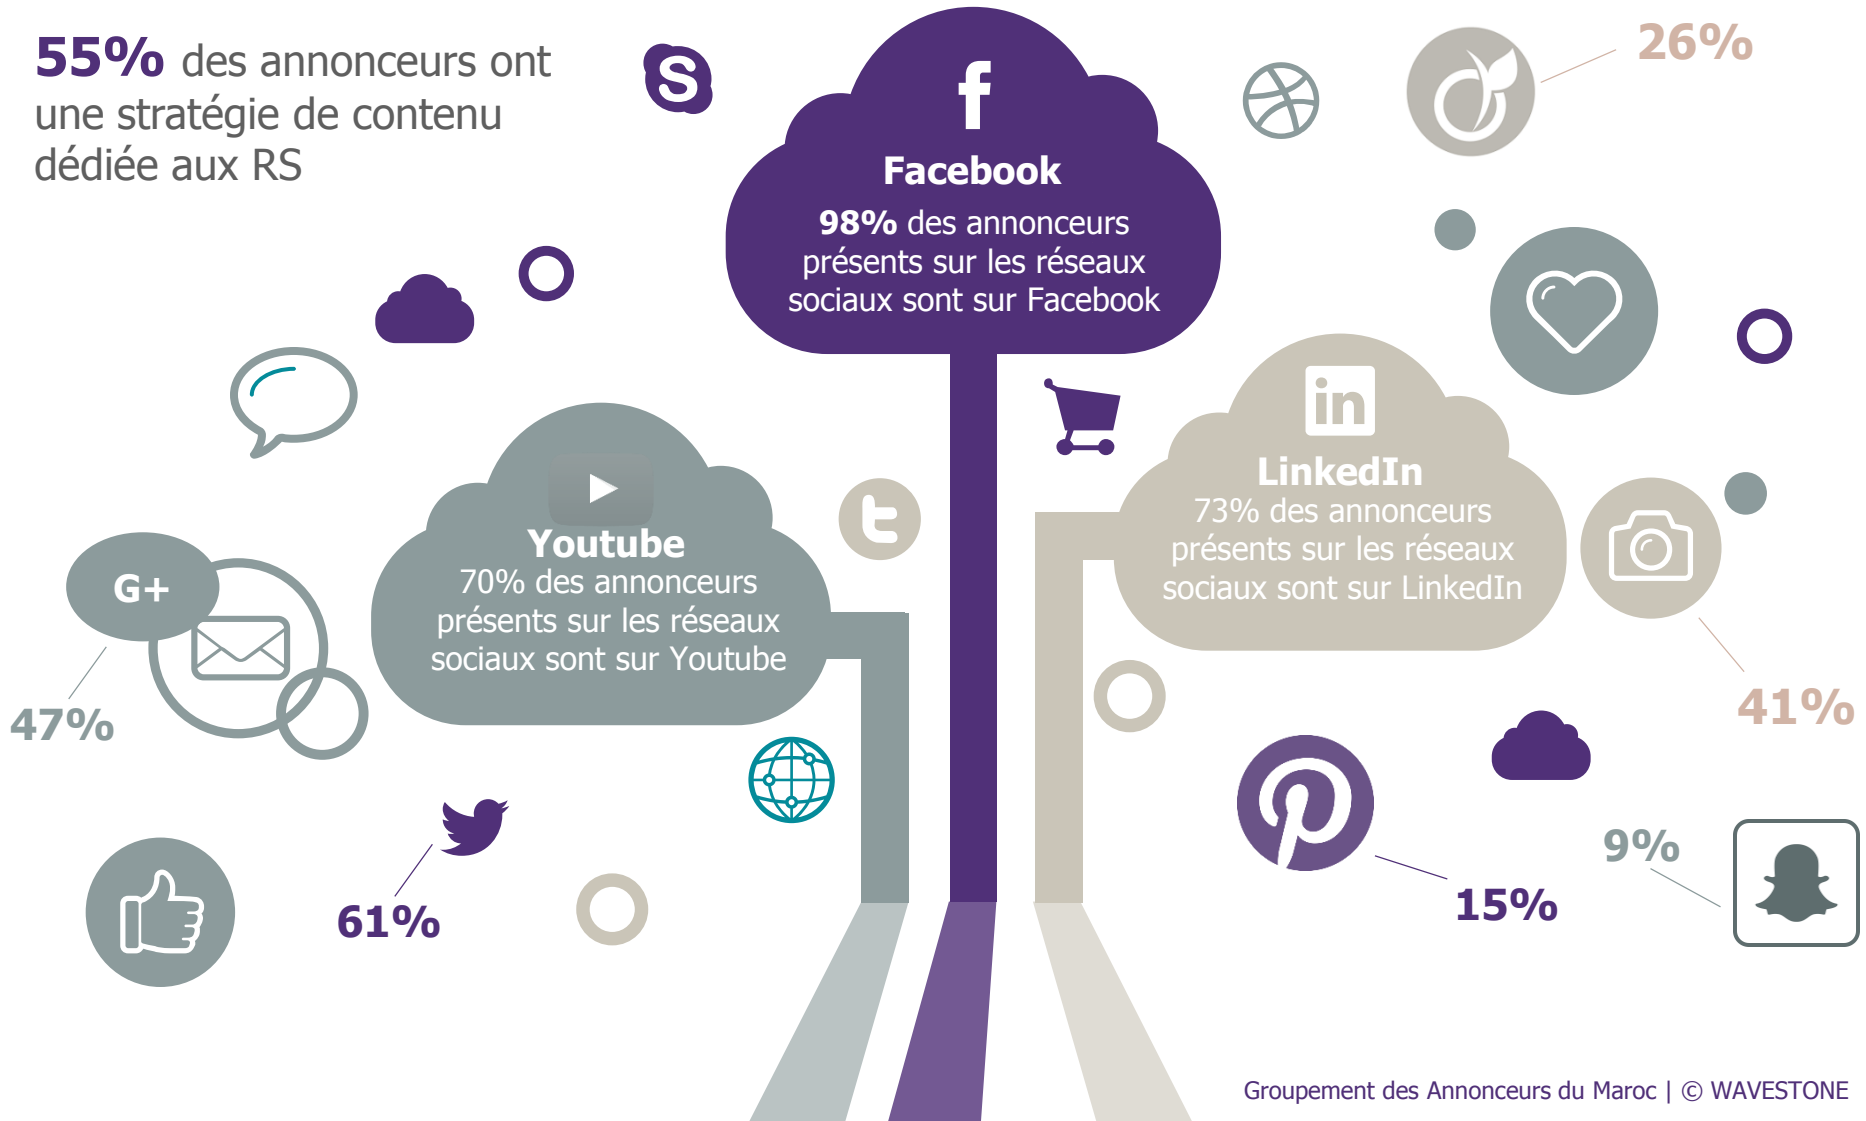 55% des annonceurs ont
une stratégie de contenu
dédiée aux RS
26%
f
Facebook
98% des annonceurs
présents sur les réseaux
sociaux sont sur Facebook
in
LinkedIn
73% des annonceurs
présents sur les réseaux
sociaux sont sur LinkedIn
Youtube
70% des annonceurs
présents sur les réseaux
sociaux sont sur Youtube
G+
47%
41%
61%
15%
9%
Groupement des Annonceurs du Maroc | © WAVESTONE